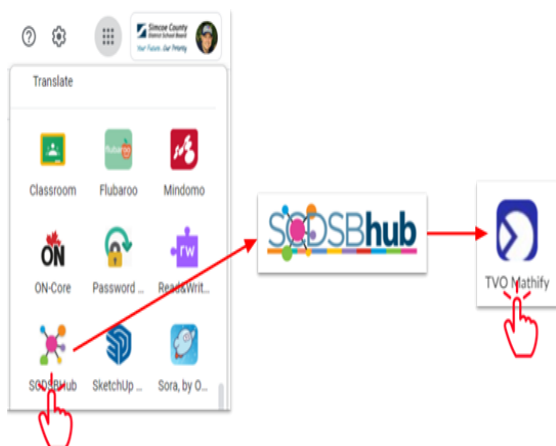 Simcoe County
District School Board
Your Future. Our Priority.
Translate
Classroom
Flubaroo
Mindomo
ON
rw
ON-Core
Password ...
Read&Writ...
SCDSBHub
SketchUp ...
Sora, by O...
SCDSBhub
TVO Mathify